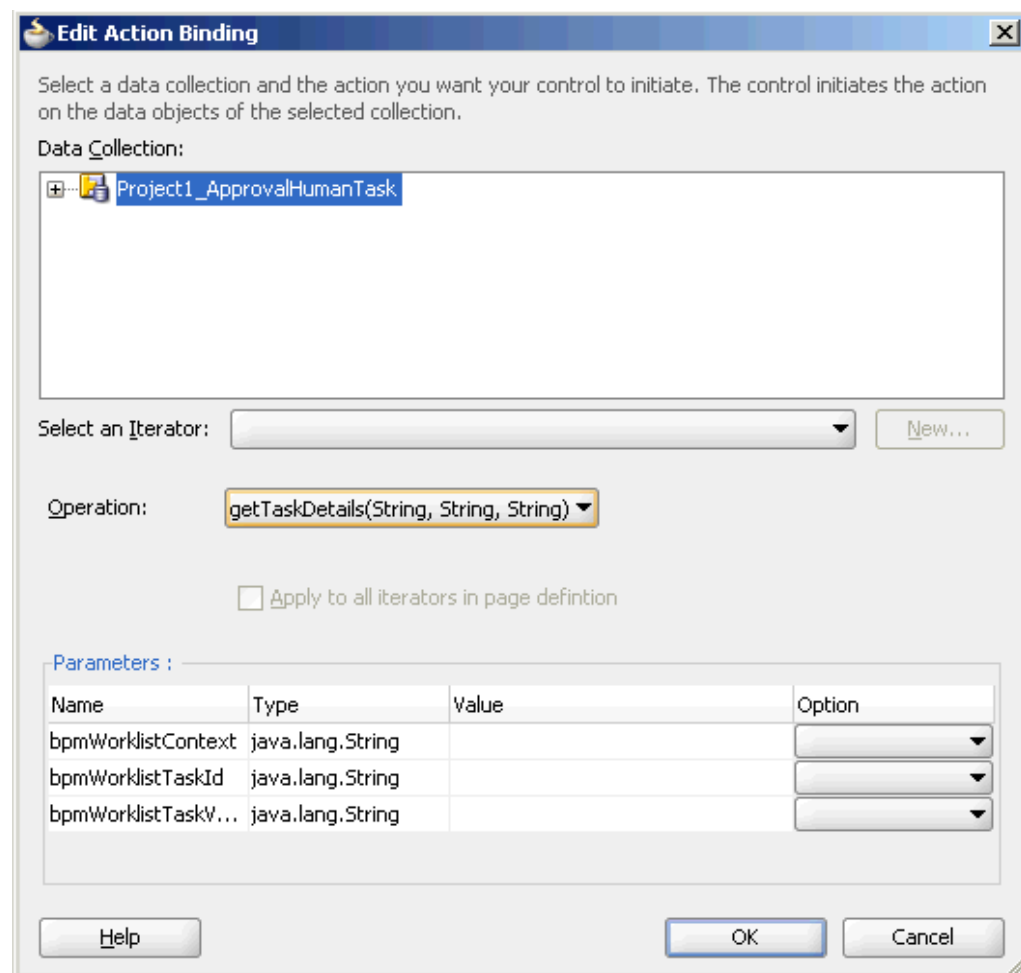 Edit Action Binding
Select a data collection and the action you want your control to initiate. The control initiates the action
on the data objects of the selected collection.
Data Collection:
Project1_ApprovalHumanTask
Select an Iterator:
New...
Operation:
getTaskDetails(String, String, String)
Apply to all iterators in page defintion
Parameters :
Name Type Value Option
bpmWorklistContext java.lang.String
bpmWorklistTaskId java.lang.String
bpmWorklistTaskV... java.lang.String
Help OK Cancel